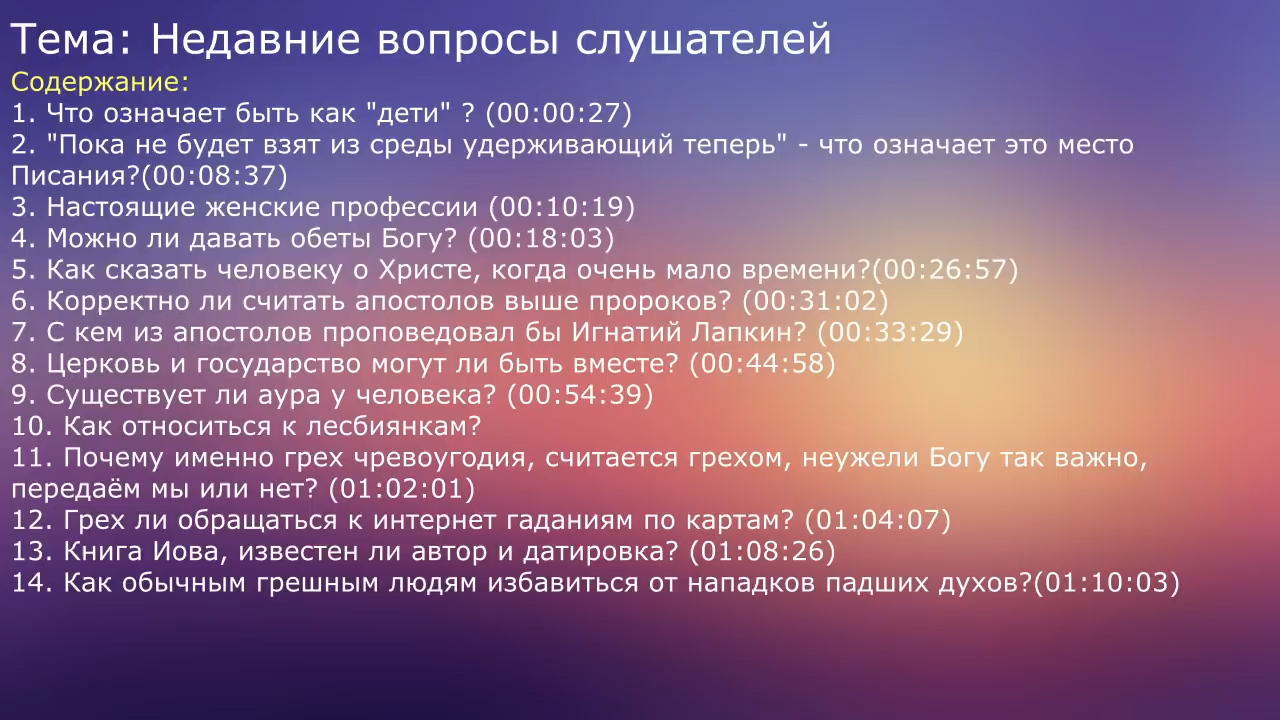 Тема: Недавние вопросы слушателей
Содержание:
1. Что означает быть как "дети" ? (00:00:27)
2. "Пока не будет взят из среды удерживающий теперь" - что означает это место
Писания?(00:08:37)
3. Настоящие женские профессии (00:10:19)
4. Можно ли давать обеты Богу? (00:18:03)
5. Как сказать человеку о Христе, когда очень мало времени?(00:26:57)
6. Корректно ли считать апостолов выше пророков? (00:31:02)
7. С кем из апостолов проповедовал бы Игнатий Лапкин? (00:33:29)
8. Церковь и государство могут ли быть вместе? (00:44:58)
9. Существует ли аура у человека? (00:54:39)
10. Как относиться к лесбиянкам?
11. Почему именно грех чревоугодия, считается грехом, неужели Богу так важно,
передаём мы или нет? (01:02:01)
12. Грех ли обращаться к интернет гаданиям по картам? (01:04:07)
13. Книга Иова, известен ли автор и датировка? (01:08:26)
14. Как обычным грешным людям избавиться от нападков падших духов?(01:10:03)